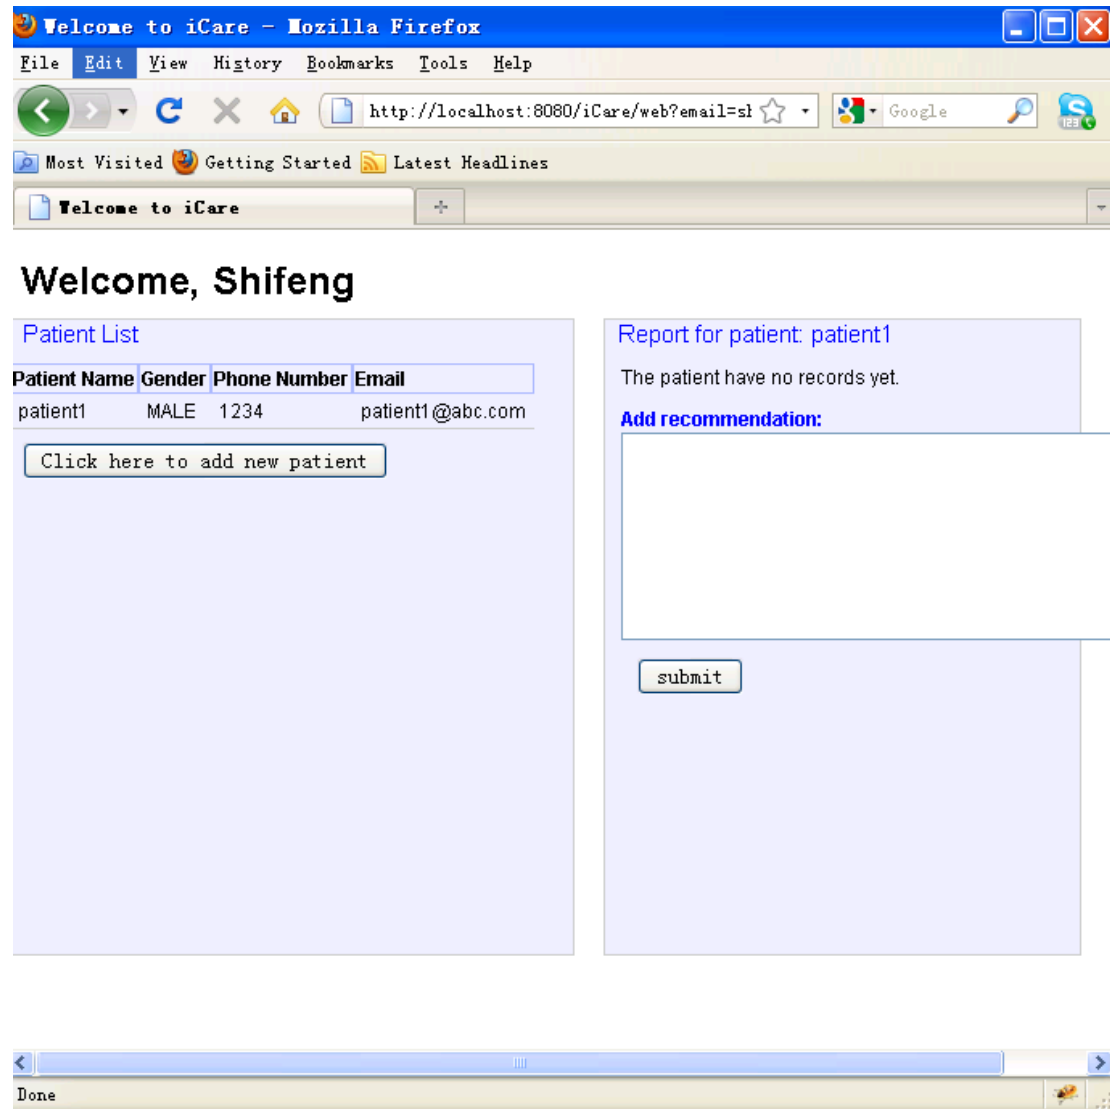 Welcome to iCare - Mozilla Firefox
File Edit View History Bookmarks Tools Help
http://localhost:8080/iCare/web?email=sh
Google
123
Most Visited Getting Started Latest Headlines
Welcome to iCare
Welcome, Shifeng
Patient List
Patient Name Gender Phone Number Email
patient1 MALE 1234 patient1@abc.com
Click here to add new patient
Report for patient: patient1
The patient have no records yet.
Add recommendation:
submit
Done